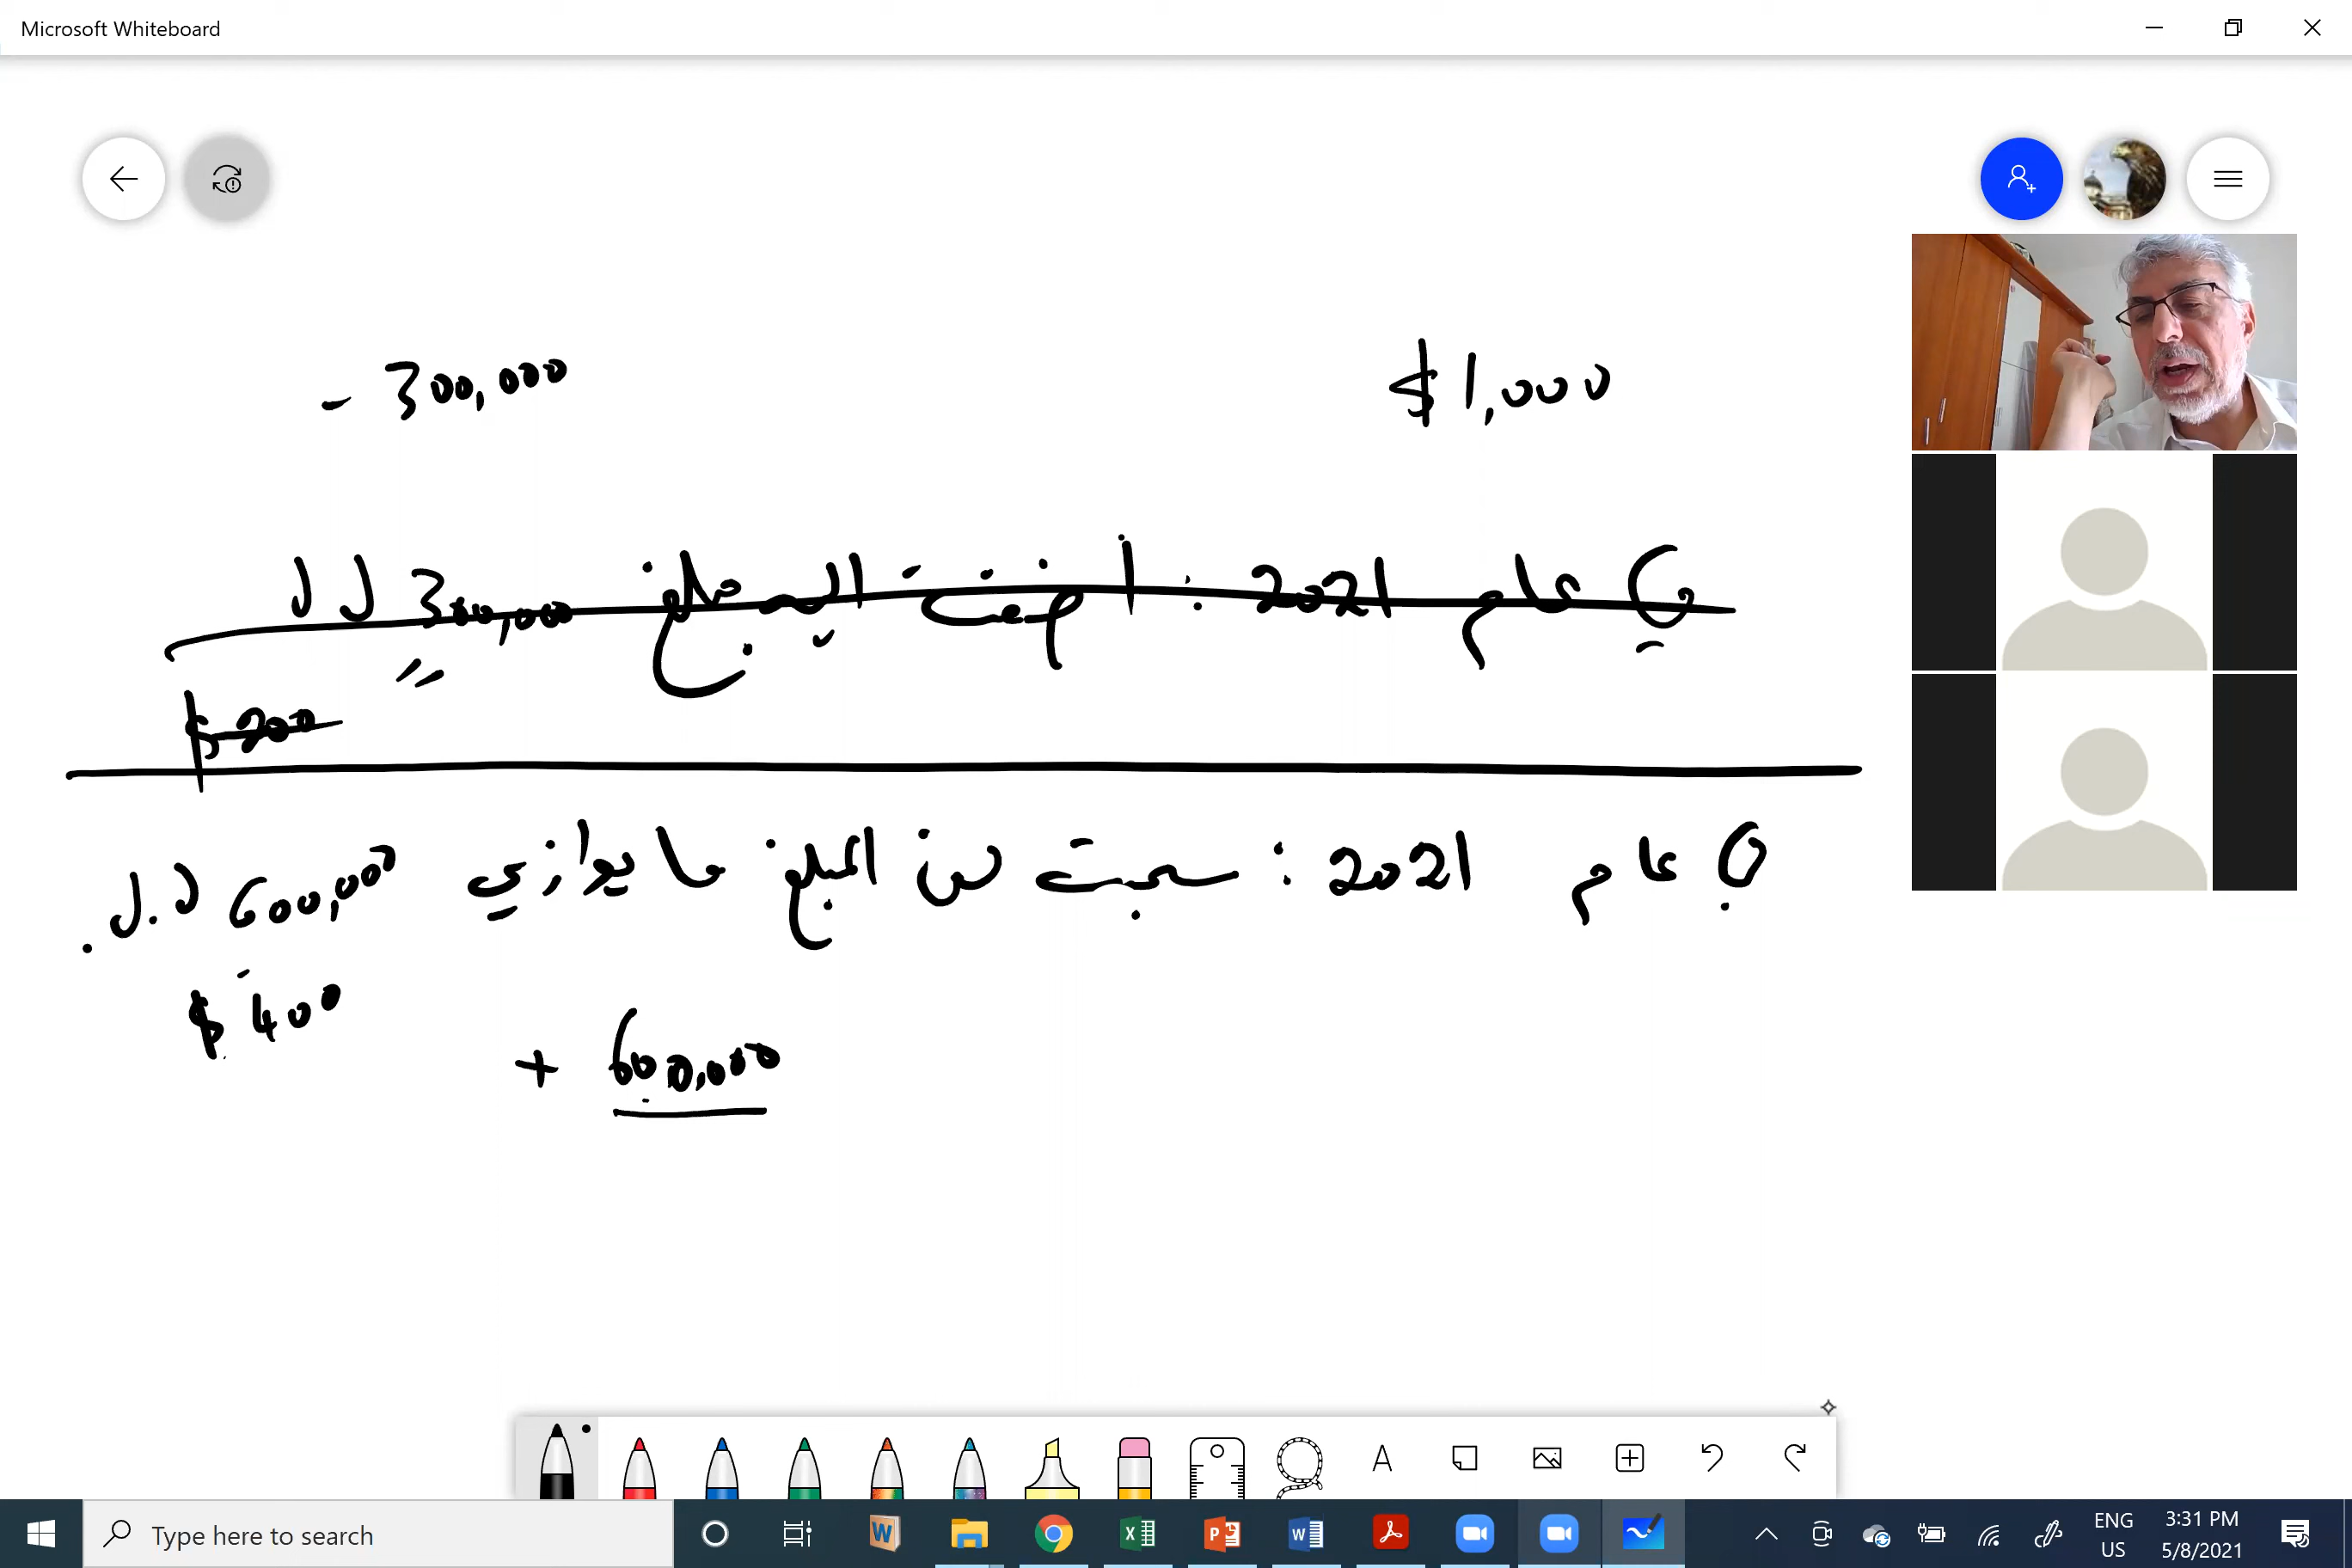 Microsoft Whiteboard
- 300,000
$1,000
في عام 2021 : أضفت الى المبلغ 300,000 ل ل
$200
في عام 2021 : سحبت من المبلغ ما يوازي 600,000 ل.ل.
$400
+ 600,000
Type here to search
ENG
US
3:31 PM
5/8/2021